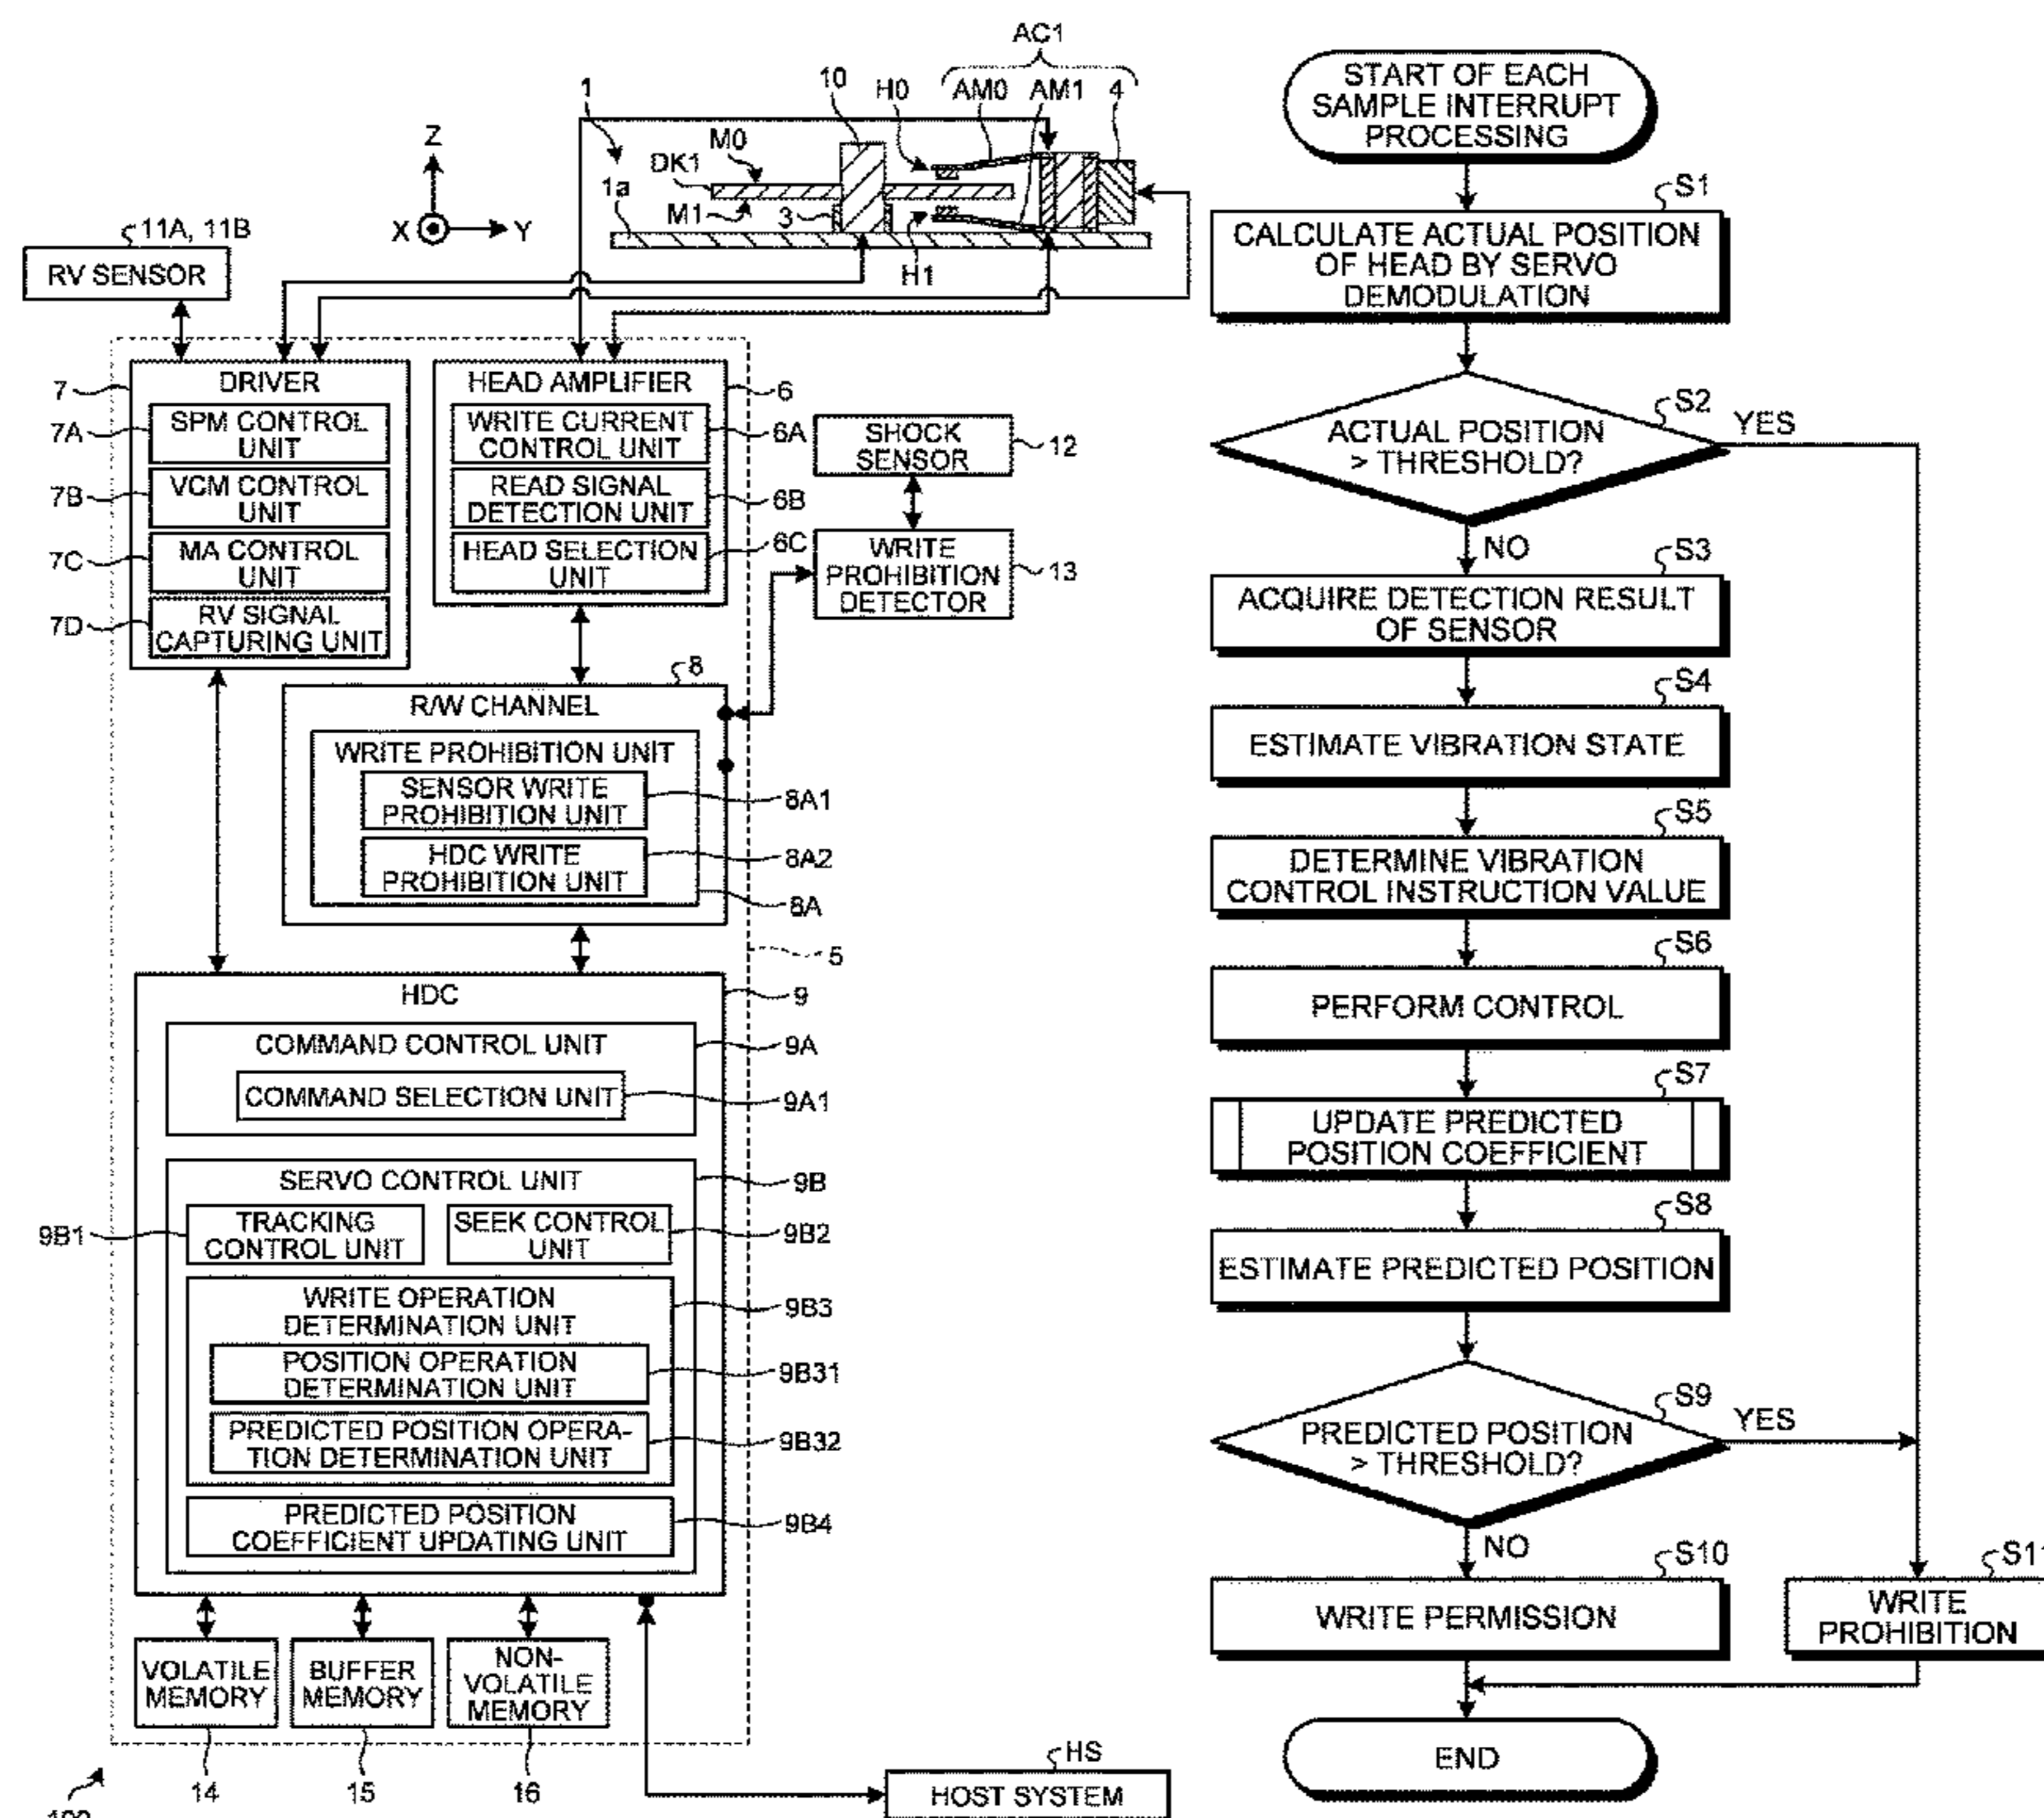 AC1
1
10
H0
AM0
AM1
4
Z
M0
DK1
1a
X
Y
M1
3
H1
11A, 11B
RV SENSOR
7
DRIVER
7A
SPM CONTROL
UNIT
7B
VCM CONTROL
UNIT
7C
MA CONTROL
UNIT
7D
RV SIGNAL
CAPTURING UNIT
HEAD AMPLIFIER
6
WRITE CURRENT
CONTROL UNIT
6A
READ SIGNAL
DETECTION UNIT
6B
HEAD SELECTION
UNIT
6C
SHOCK
SENSOR
12
WRITE
PROHIBITION
DETECTOR
13
8
R/W CHANNEL
WRITE PROHIBITION UNIT
SENSOR WRITE
PROHIBITION UNIT
8A1
HDC WRITE
PROHIBITION UNIT
8A2
8A
5
HDC
9
COMMAND CONTROL UNIT
9A
COMMAND SELECTION UNIT
9A1
SERVO CONTROL UNIT
9B
9B1
TRACKING
CONTROL UNIT
SEEK CONTROL
UNIT
9B2
WRITE OPERATION
DETERMINATION UNIT
9B3
POSITION OPERATION
DETERMINATION UNIT
9B31
PREDICTED POSITION OPERA-
TION DETERMINATION UNIT
9B32
PREDICTED POSITION
COEFFICIENT UPDATING UNIT
9B4
VOLATILE
MEMORY
BUFFER
MEMORY
NON-
VOLATILE
MEMORY
14
15
16
HS
HOST SYSTEM
START OF EACH
SAMPLE INTERRUPT
PROCESSING
S1
CALCULATE ACTUAL POSITION
OF HEAD BY SERVO
DEMODULATION
S2
ACTUAL POSITION
> THRESHOLD?
YES
NO
S3
ACQUIRE DETECTION RESULT
OF SENSOR
S4
ESTIMATE VIBRATION STATE
S5
DETERMINE VIBRATION
CONTROL INSTRUCTION VALUE
S6
PERFORM CONTROL
S7
UPDATE PREDICTED
POSITION COEFFICIENT
S8
ESTIMATE PREDICTED POSITION
S9
PREDICTED POSITION
> THRESHOLD?
YES
NO
S10
WRITE PERMISSION
S11
WRITE
PROHIBITION
END